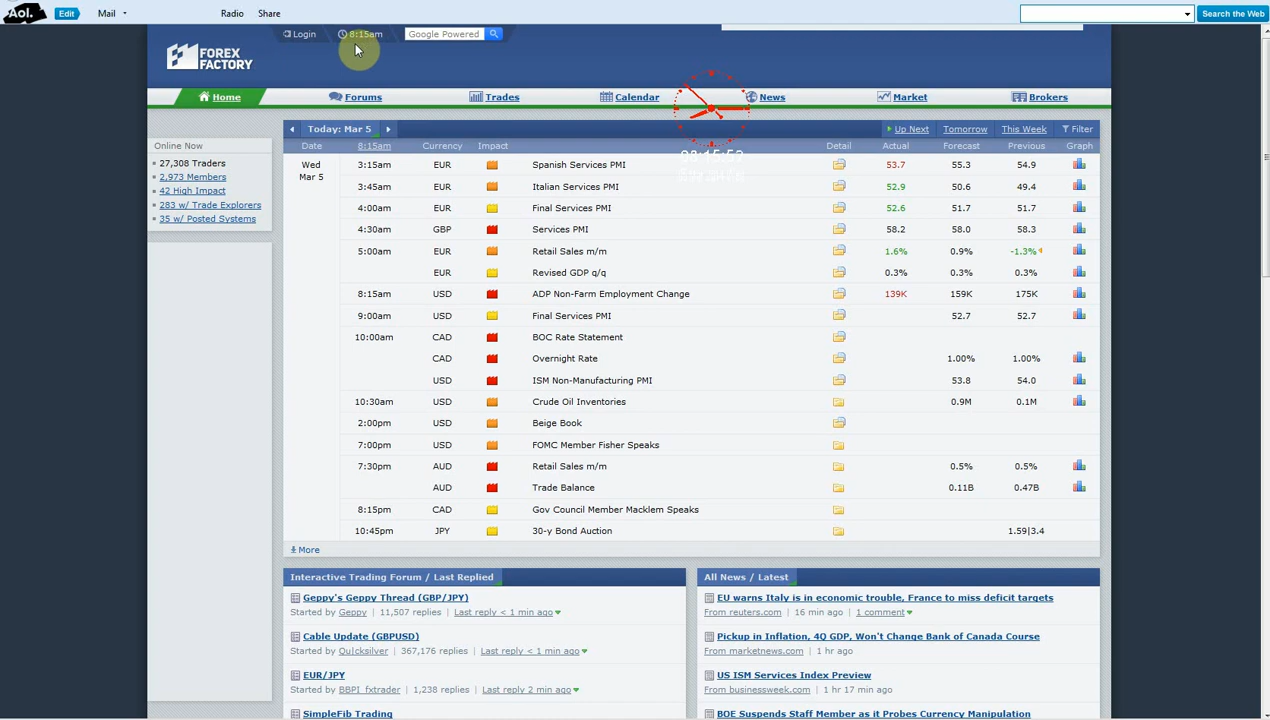 Aol. Edit Mail Radio Share Search the Web
Login 8:15am Google Powered
FOREX
FACTORY
Home Forums Trades Calendar News Market Brokers
Today: Mar 5 Up Next Tomorrow This Week Filter
Date 8:15am Currency Impact Detail Actual Forecast Previous Graph
Online Now
27,308 Traders
2,973 Members
42 High Impact
283 w/ Trade Explorers
35 w/ Posted Systems
Wed 3:15am EUR Spanish Services PMI 53.7 55.3 54.9
Mar 5
3:45am EUR Italian Services PMI 52.9 50.6 49.4
4:00am EUR Final Services PMI 52.6 51.7 51.7
4:30am GBP Services PMI 58.2 58.0 58.3
5:00am EUR Retail Sales m/m 1.6% 0.9% -1.3%
EUR Revised GDP q/q 0.3% 0.3% 0.3%
8:15am USD ADP Non-Farm Employment Change 139K 159K 175K
9:00am USD Final Services PMI 52.7 52.7
10:00am CAD BOC Rate Statement
CAD Overnight Rate 1.00% 1.00%
USD ISM Non-Manufacturing PMI 53.8 54.0
10:30am USD Crude Oil Inventories 0.9M 0.1M
2:00pm USD Beige Book
7:00pm USD FOMC Member Fisher Speaks
7:30pm AUD Retail Sales m/m 0.5% 0.5%
AUD Trade Balance 0.11B 0.47B
8:15pm CAD Gov Council Member Macklem Speaks
10:45pm JPY 30-y Bond Auction 1.59|3.4
More
Interactive Trading Forum / Last Replied
Geppy's Geppy Thread (GBP/JPY)
Started by Geppy | 11,507 replies | Last reply < 1 min ago
Cable Update (GBPUSD)
Started by Quicksilver | 367,176 replies | Last reply < 1 min ago
EUR/JPY
Started by BBPI_fxtrader | 1,238 replies | Last reply 2 min ago
SimpleFib Trading
All News / Latest
EU warns Italy is in economic trouble, France to miss deficit targets
From reuters.com | 16 min ago | 1 comment
Pickup in Inflation, 4Q GDP, Won't Change Bank of Canada Course
From marketnews.com | 1 hr ago
US ISM Services Index Preview
From businessweek.com | 1 hr 17 min ago
BOE Suspends Staff Member as it Probes Currency Manipulation